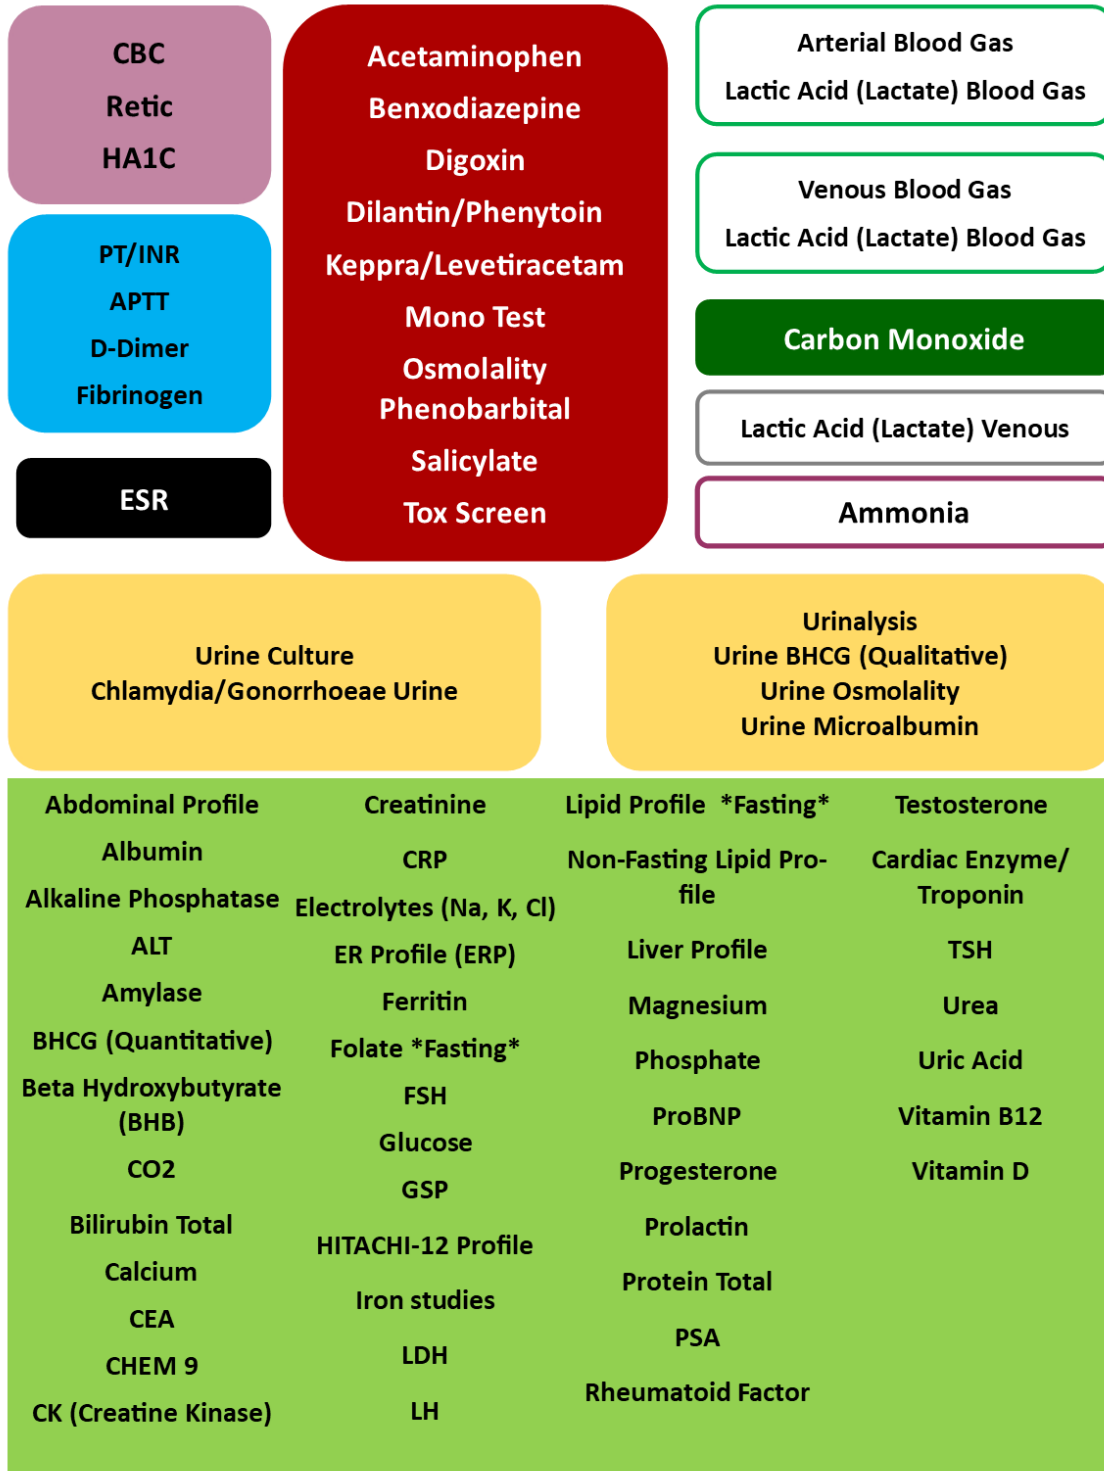 CBC
Retic
HA1C
PT/INR
APTT
D-Dimer
Fibrinogen
ESR
Acetaminophen
Benxodiazepine
Digoxin
Dilantin/Phenytoin
Keppra/Levetiracetam
Mono Test
Osmolality
Phenobarbital
Salicylate
Tox Screen
Arterial Blood Gas
Lactic Acid (Lactate) Blood Gas
Venous Blood Gas
Lactic Acid (Lactate) Blood Gas
Carbon Monoxide
Lactic Acid (Lactate) Venous
Ammonia
Urine Culture
Chlamydia/Gonorrhoeae Urine
Urinalysis
Urine BHCG (Qualitative)
Urine Osmolality
Urine Microalbumin
Abdominal Profile
Albumin
Alkaline Phosphatase
ALT
Amylase
BHCG (Quantitative)
Beta Hydroxybutyrate
(BHB)
CO2
Bilirubin Total
Calcium
CEA
CHEM 9
CK (Creatine Kinase)
Creatinine
CRP
Electrolytes (Na, K, Cl)
ER Profile (ERP)
Ferritin
Folate *Fasting*
FSH
Glucose
GSP
HITACHI-12 Profile
Iron studies
LDH
LH
Lipid Profile *Fasting*
Non-Fasting Lipid Pro-
file
Liver Profile
Magnesium
Phosphate
ProBNP
Progesterone
Prolactin
Protein Total
PSA
Rheumatoid Factor
Testosterone
Cardiac Enzyme/
Troponin
TSH
Urea
Uric Acid
Vitamin B12
Vitamin D